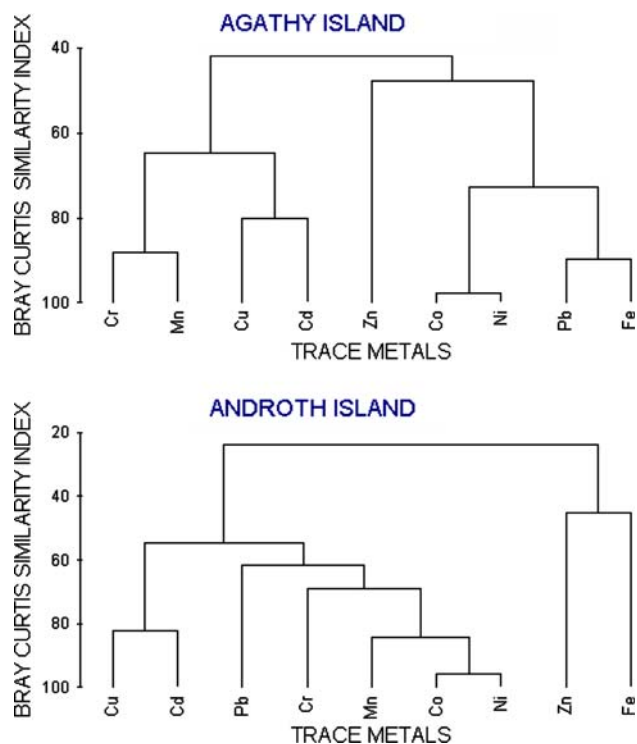 AGATHY ISLAND
BRAY CURTIS SIMILARITY INDEX
40
60
80
100
Cr Mn Cu Cd Zn Co Ni Pb Fe
TRACE METALS
ANDROTH ISLAND
BRAY CURTIS SIMILARITY INDEX
20
40
60
80
100
Cu Cd Pb Cr Mn Co Ni Zn Fe
TRACE METALS